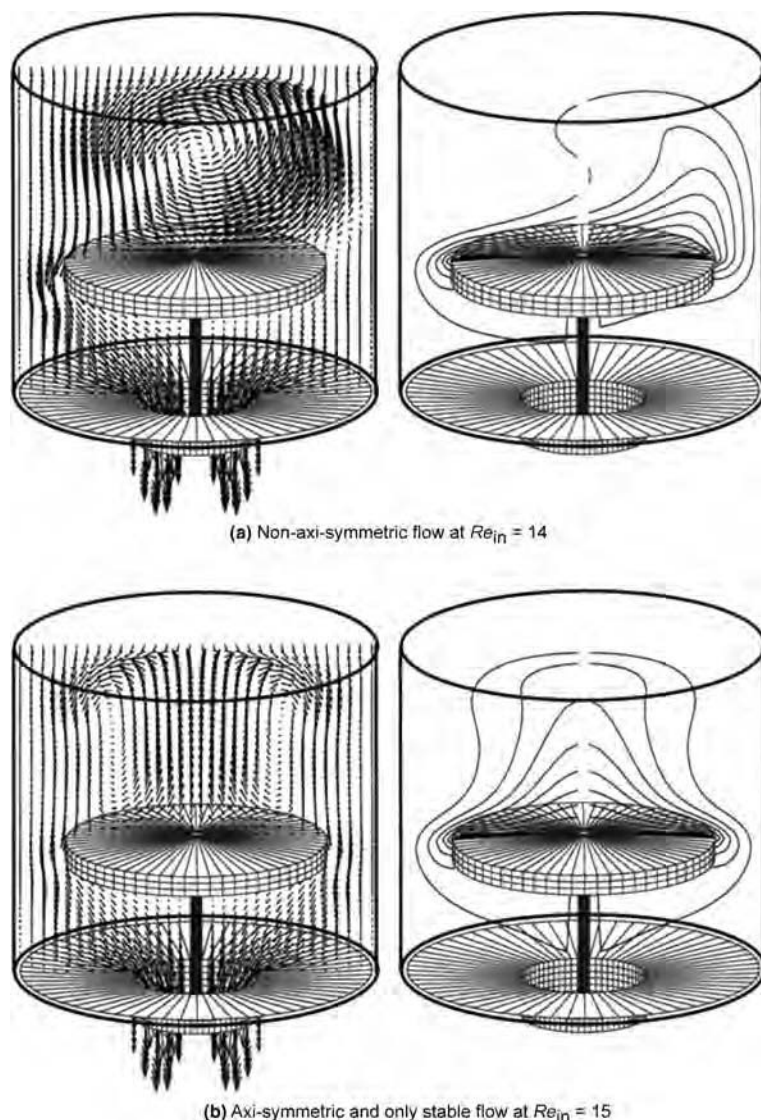 (a) Non-axi-symmetric flow at Re_in = 14
(b) Axi-symmetric and only stable flow at Re_in = 15